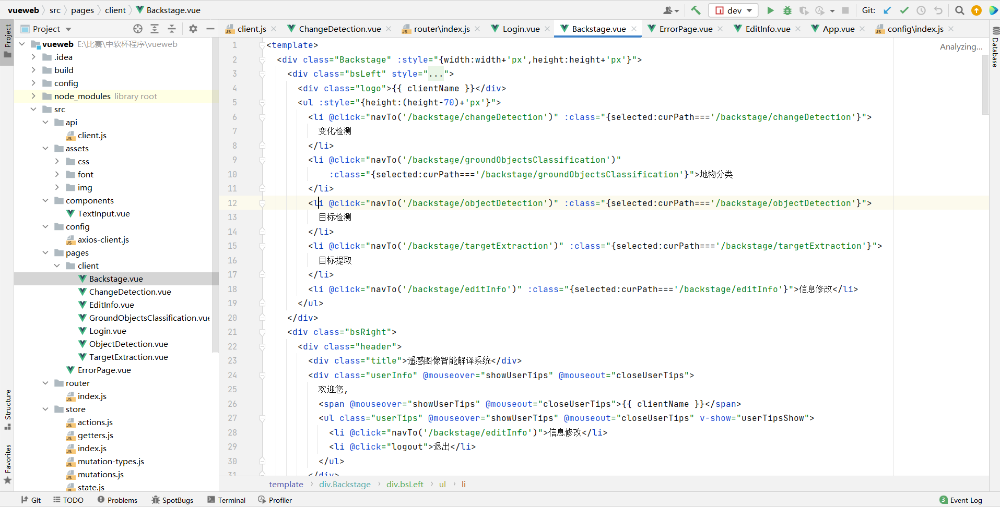 vueweb src pages client Backstage.vue dev Git:
Project
client.js ChangeDetection.vue router\index.js Login.vue Backstage.vue ErrorPage.vue EditInfo.vue App.vue config\index.js
Project
Structure
Favorites
vueweb E:\比赛\中软杯程序\vueweb
.idea
build
config
node_modules library root
src
api
client.js
assets
css
font
img
components
TextInput.vue
config
axios-client.js
pages
client
Backstage.vue
ChangeDetection.vue
EditInfo.vue
GroundObjectsClassification.vue
Login.vue
ObjectDetection.vue
TargetExtraction.vue
ErrorPage.vue
router
index.js
store
actions.js
getters.js
index.js
mutation-types.js
mutations.js
state.js
Analyzing...
Database
1 <template>
2 <div class="Backstage" :style="{width:width+'px',height:height+'px'}">
3 <div class="bsLeft" style="...">
4 <div class="logo">{{ clientName }}</div>
5 <ul :style="{height:(height-70)+'px'}">
6 <li @click="navTo('/backstage/changeDetection')" :class="{selected:curPath==='/backstage/changeDetection'}">
7 变化检测
8 </li>
9 <li @click="navTo('/backstage/groundObjectsClassification')"
10 :class="{selected:curPath==='/backstage/groundObjectsClassification'}">地物分类
11 </li>
12 <li @click="navTo('/backstage/objectDetection')" :class="{selected:curPath==='/backstage/objectDetection'}">
13 目标检测
14 </li>
15 <li @click="navTo('/backstage/targetExtraction')" :class="{selected:curPath==='/backstage/targetExtraction'}">
16 目标提取
17 </li>
18 <li @click="navTo('/backstage/editInfo')" :class="{selected:curPath==='/backstage/editInfo'}">信息修改</li>
19 </ul>
20 </div>
21 <div class="bsRight">
22 <div class="header">
23 <div class="title">遥感图像智能解译系统</div>
24 <div class="userInfo" @mouseover="showUserTips" @mouseout="closeUserTips">
25 欢迎您,
26 <span @mouseover="showUserTips" @mouseout="closeUserTips">{{ clientName }}</span>
27 <ul class="userTips" @mouseover="showUserTips" @mouseout="closeUserTips" v-show="userTipsShow">
28 <li @click="navTo('/backstage/editInfo')">信息修改</li>
29 <li @click="logout">退出</li>
30 </ul>
31 </div>
template div.Backstage div.bsLeft ul li
Git TODO Problems SpotBugs Terminal Profiler 3 Event Log